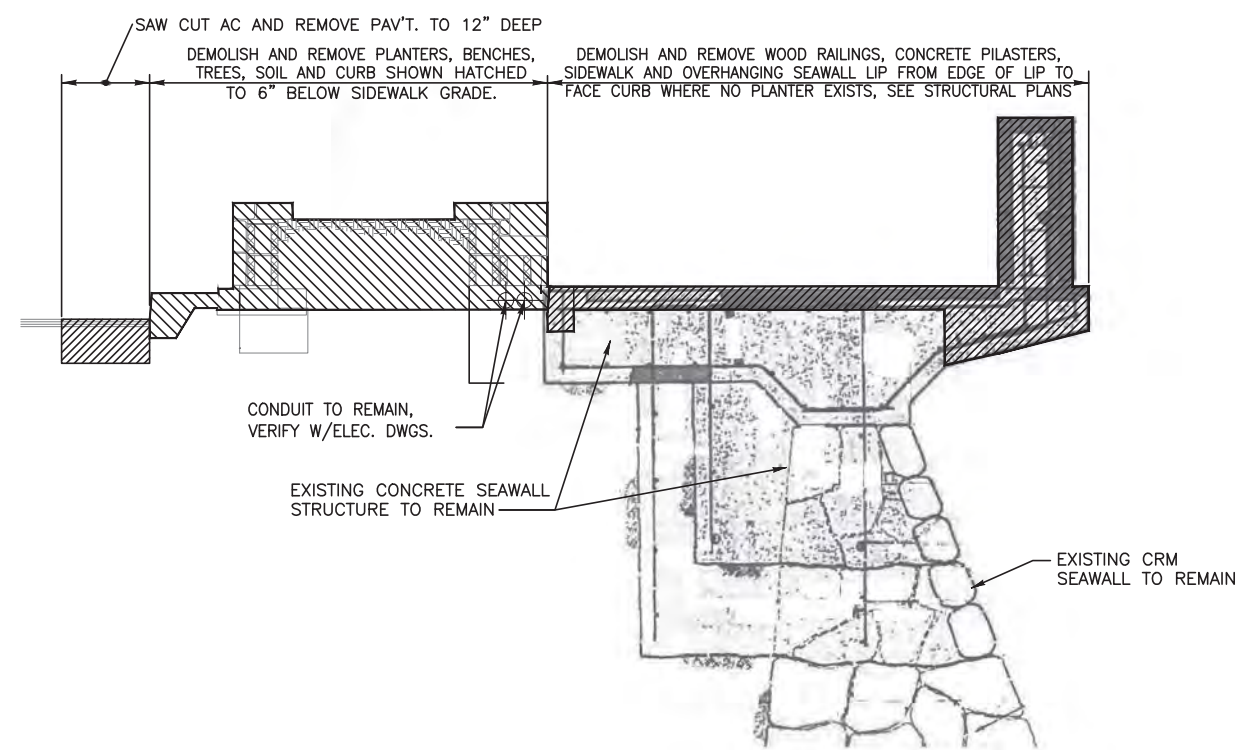 SAW CUT AC AND REMOVE PAV'T. TO 12" DEEP
DEMOLISH AND REMOVE PLANTERS, BENCHES,
TREES, SOIL AND CURB SHOWN HATCHED
TO 6" BELOW SIDEWALK GRADE.
DEMOLISH AND REMOVE WOOD RAILINGS, CONCRETE PILASTERS,
SIDEWALK AND OVERHANGING SEAWALL LIP FROM EDGE OF LIP TO
FACE CURB WHERE NO PLANTER EXISTS, SEE STRUCTURAL PLANS
CONDUIT TO REMAIN,
VERIFY W/ELEC. DWGS.
EXISTING CONCRETE SEAWALL
STRUCTURE TO REMAIN
EXISTING CRM
SEAWALL TO REMAIN